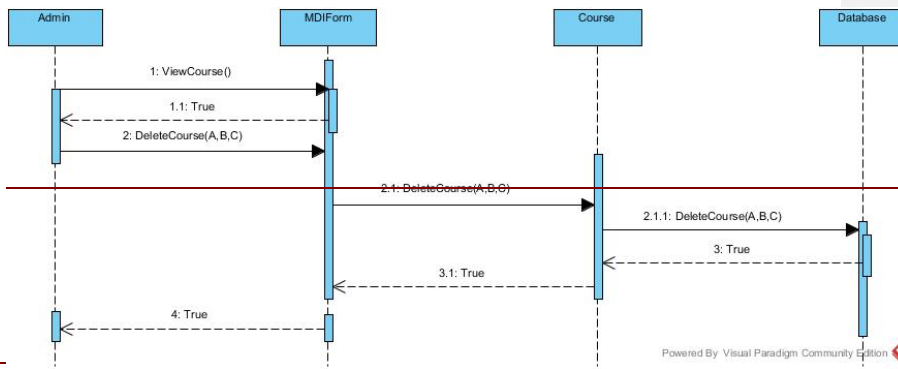 Admin
MDIForm
Course
Database
1: ViewCourse()
1.1: True
2: DeleteCourse(A,B,C)
2.1: DeleteCourse(A,B,C)
2.1.1: DeleteCourse(A,B,C)
3: True
3.1: True
4: True
Powered By Visual Paradigm Community Edition